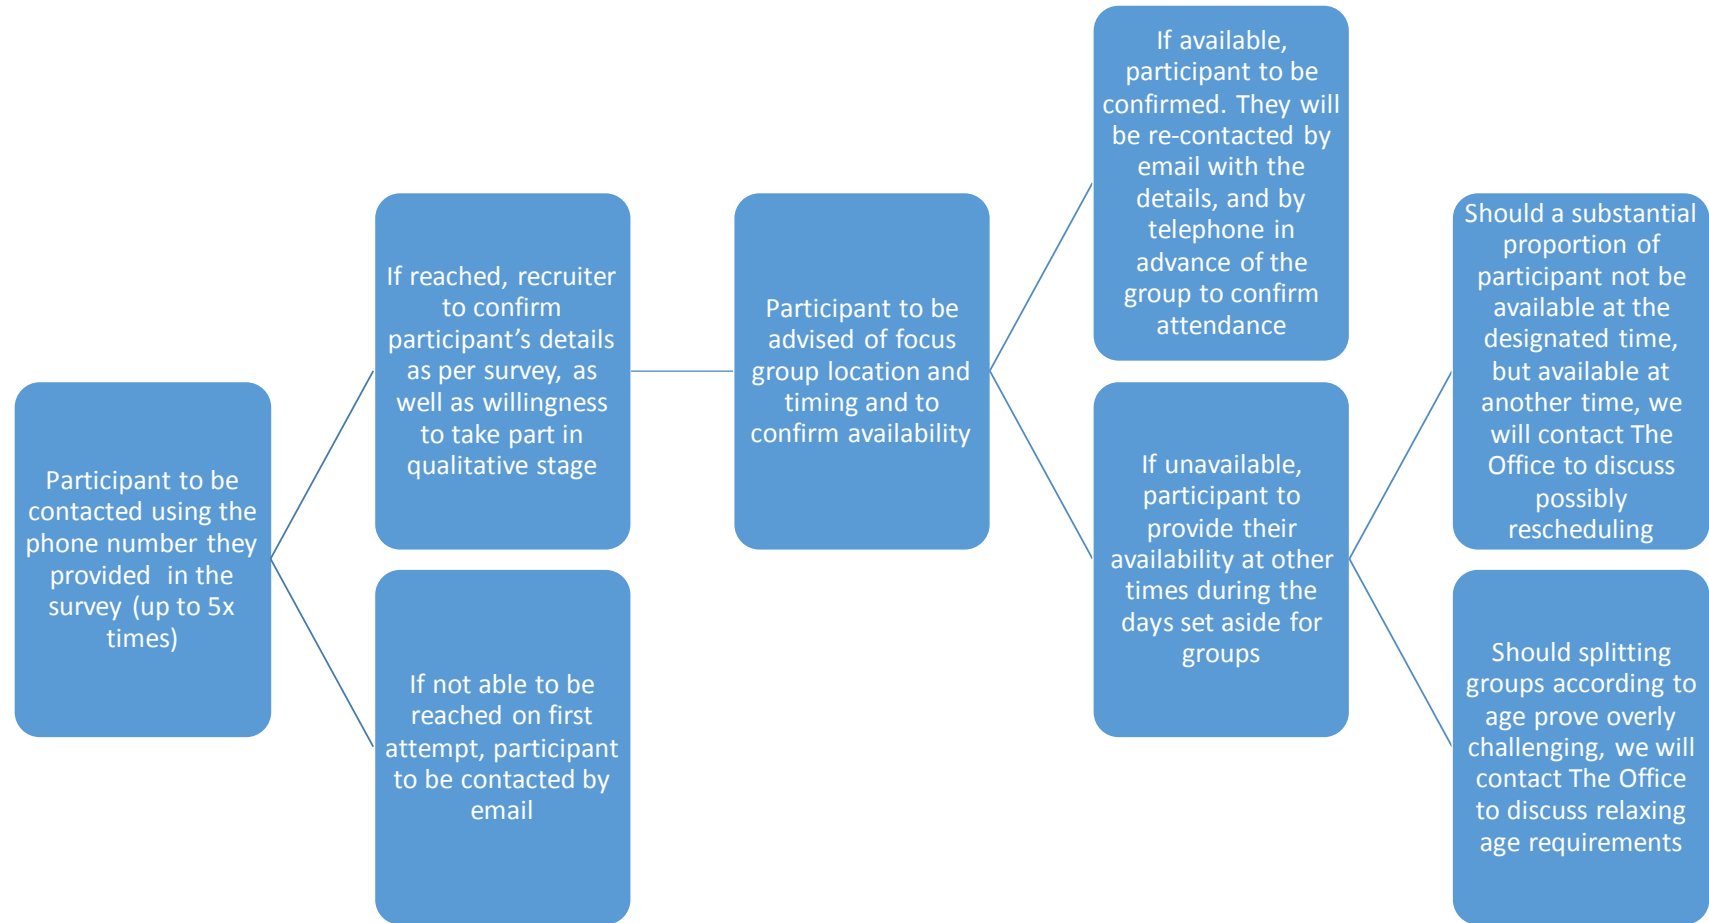 Participant to be
contacted using the
phone number they
provided  in the
survey (up to 5x
times)
If reached, recruiter
to confirm
participant’s details
as per survey, as
well as willingness
to take part in
qualitative stage
If not able to be
reached on first
attempt, participant
to be contacted by
email
Participant to be
advised of focus
group location and
timing and to
confirm availability
If available,
participant to be
confirmed. They will
be re-contacted by
email with the
details, and by
telephone in
advance of the
group to confirm
attendance
If unavailable,
participant to
provide their
availability at other
times during the
days set aside for
groups
Should a substantial
proportion of
participant not be
available at the
designated time,
but available at
another time, we
will contact The
Office to discuss
possibly
rescheduling
Should splitting
groups according to
age prove overly
challenging, we will
contact The Office
to discuss relaxing
age requirements